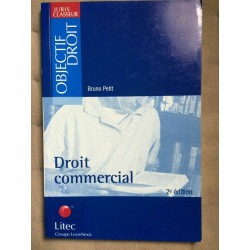 JURIS
CLASSEUR
OBJECTIF
DROIT
Bruno Petit
Droit
commercial
2e édition
Litec
Groupe LexisNexis